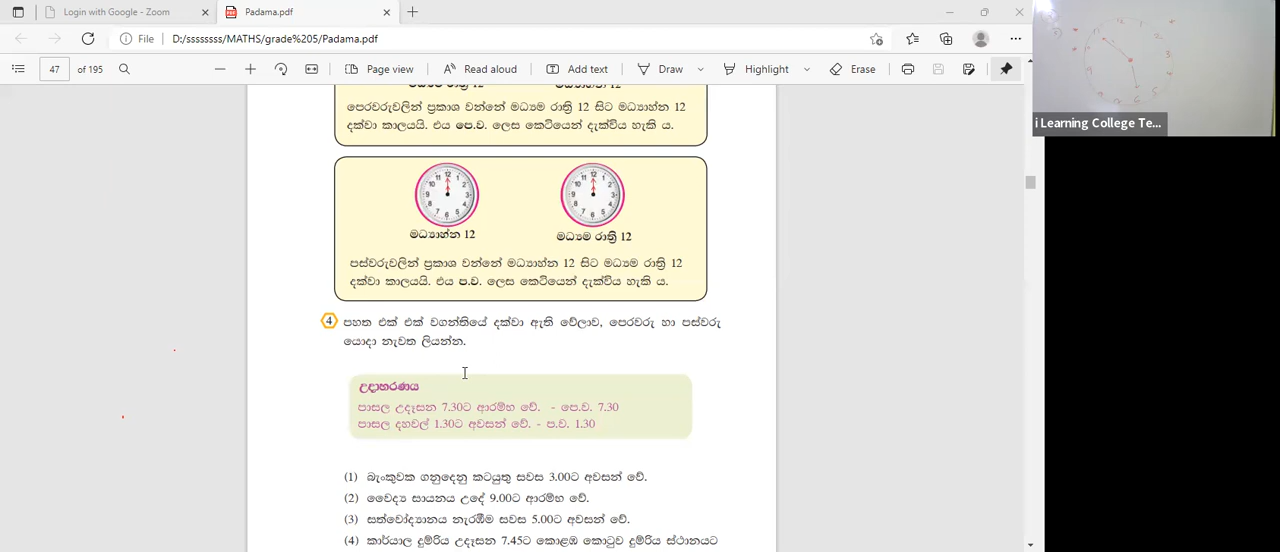 Login with Google - Zoom
Padama.pdf
File
D:/ssssssss/MATHS/grade%205/Padama.pdf
47 of 195
Page view
Read aloud
Add text
Draw
Highlight
Erase
i Learning College Te...
පෙරවරුවලින් ප්‍රකාශ වන්නේ මධ්‍යම රාත්‍රි 12 සිට මධ්‍යාහ්න 12
දක්වා කාලයයි. එය පෙ.ව. ලෙස කෙටියෙන් දැක්විය හැකි ය.
මධ්‍යාහ්න 12
මධ්‍යම රාත්‍රි 12
පස්වරුවලින් ප්‍රකාශ වන්නේ මධ්‍යාහ්න 12 සිට මධ්‍යම රාත්‍රි 12
දක්වා කාලයයි. එය ප.ව. ලෙස කෙටියෙන් දැක්විය හැකි ය.
4 පහත එක් එක් වගන්තියේ දක්වා ඇති වේලාව, පෙරවරු හා පස්වරු
යොදා නැවත ලියන්න.
උදාහරණය
පාසල උදෑසන 7.30ට ආරම්භ වේ. - පෙ.ව. 7.30
පාසල දහවල් 1.30ට අවසන් වේ. - ප.ව. 1.30
(1) බැංකුවක ගනුදෙනු කටයුතු සවස 3.00ට අවසන් වේ.
(2) වෛද්‍ය සායනය උදේ 9.00ට ආරම්භ වේ.
(3) සත්වෝද්‍යානය නැරඹීම සවස 5.00ට අවසන් වේ.
(4) කාර්යාල දුම්රිය උදෑසන 7.45ට කොළඹ කොටුව දුම්රිය ස්ථානයට